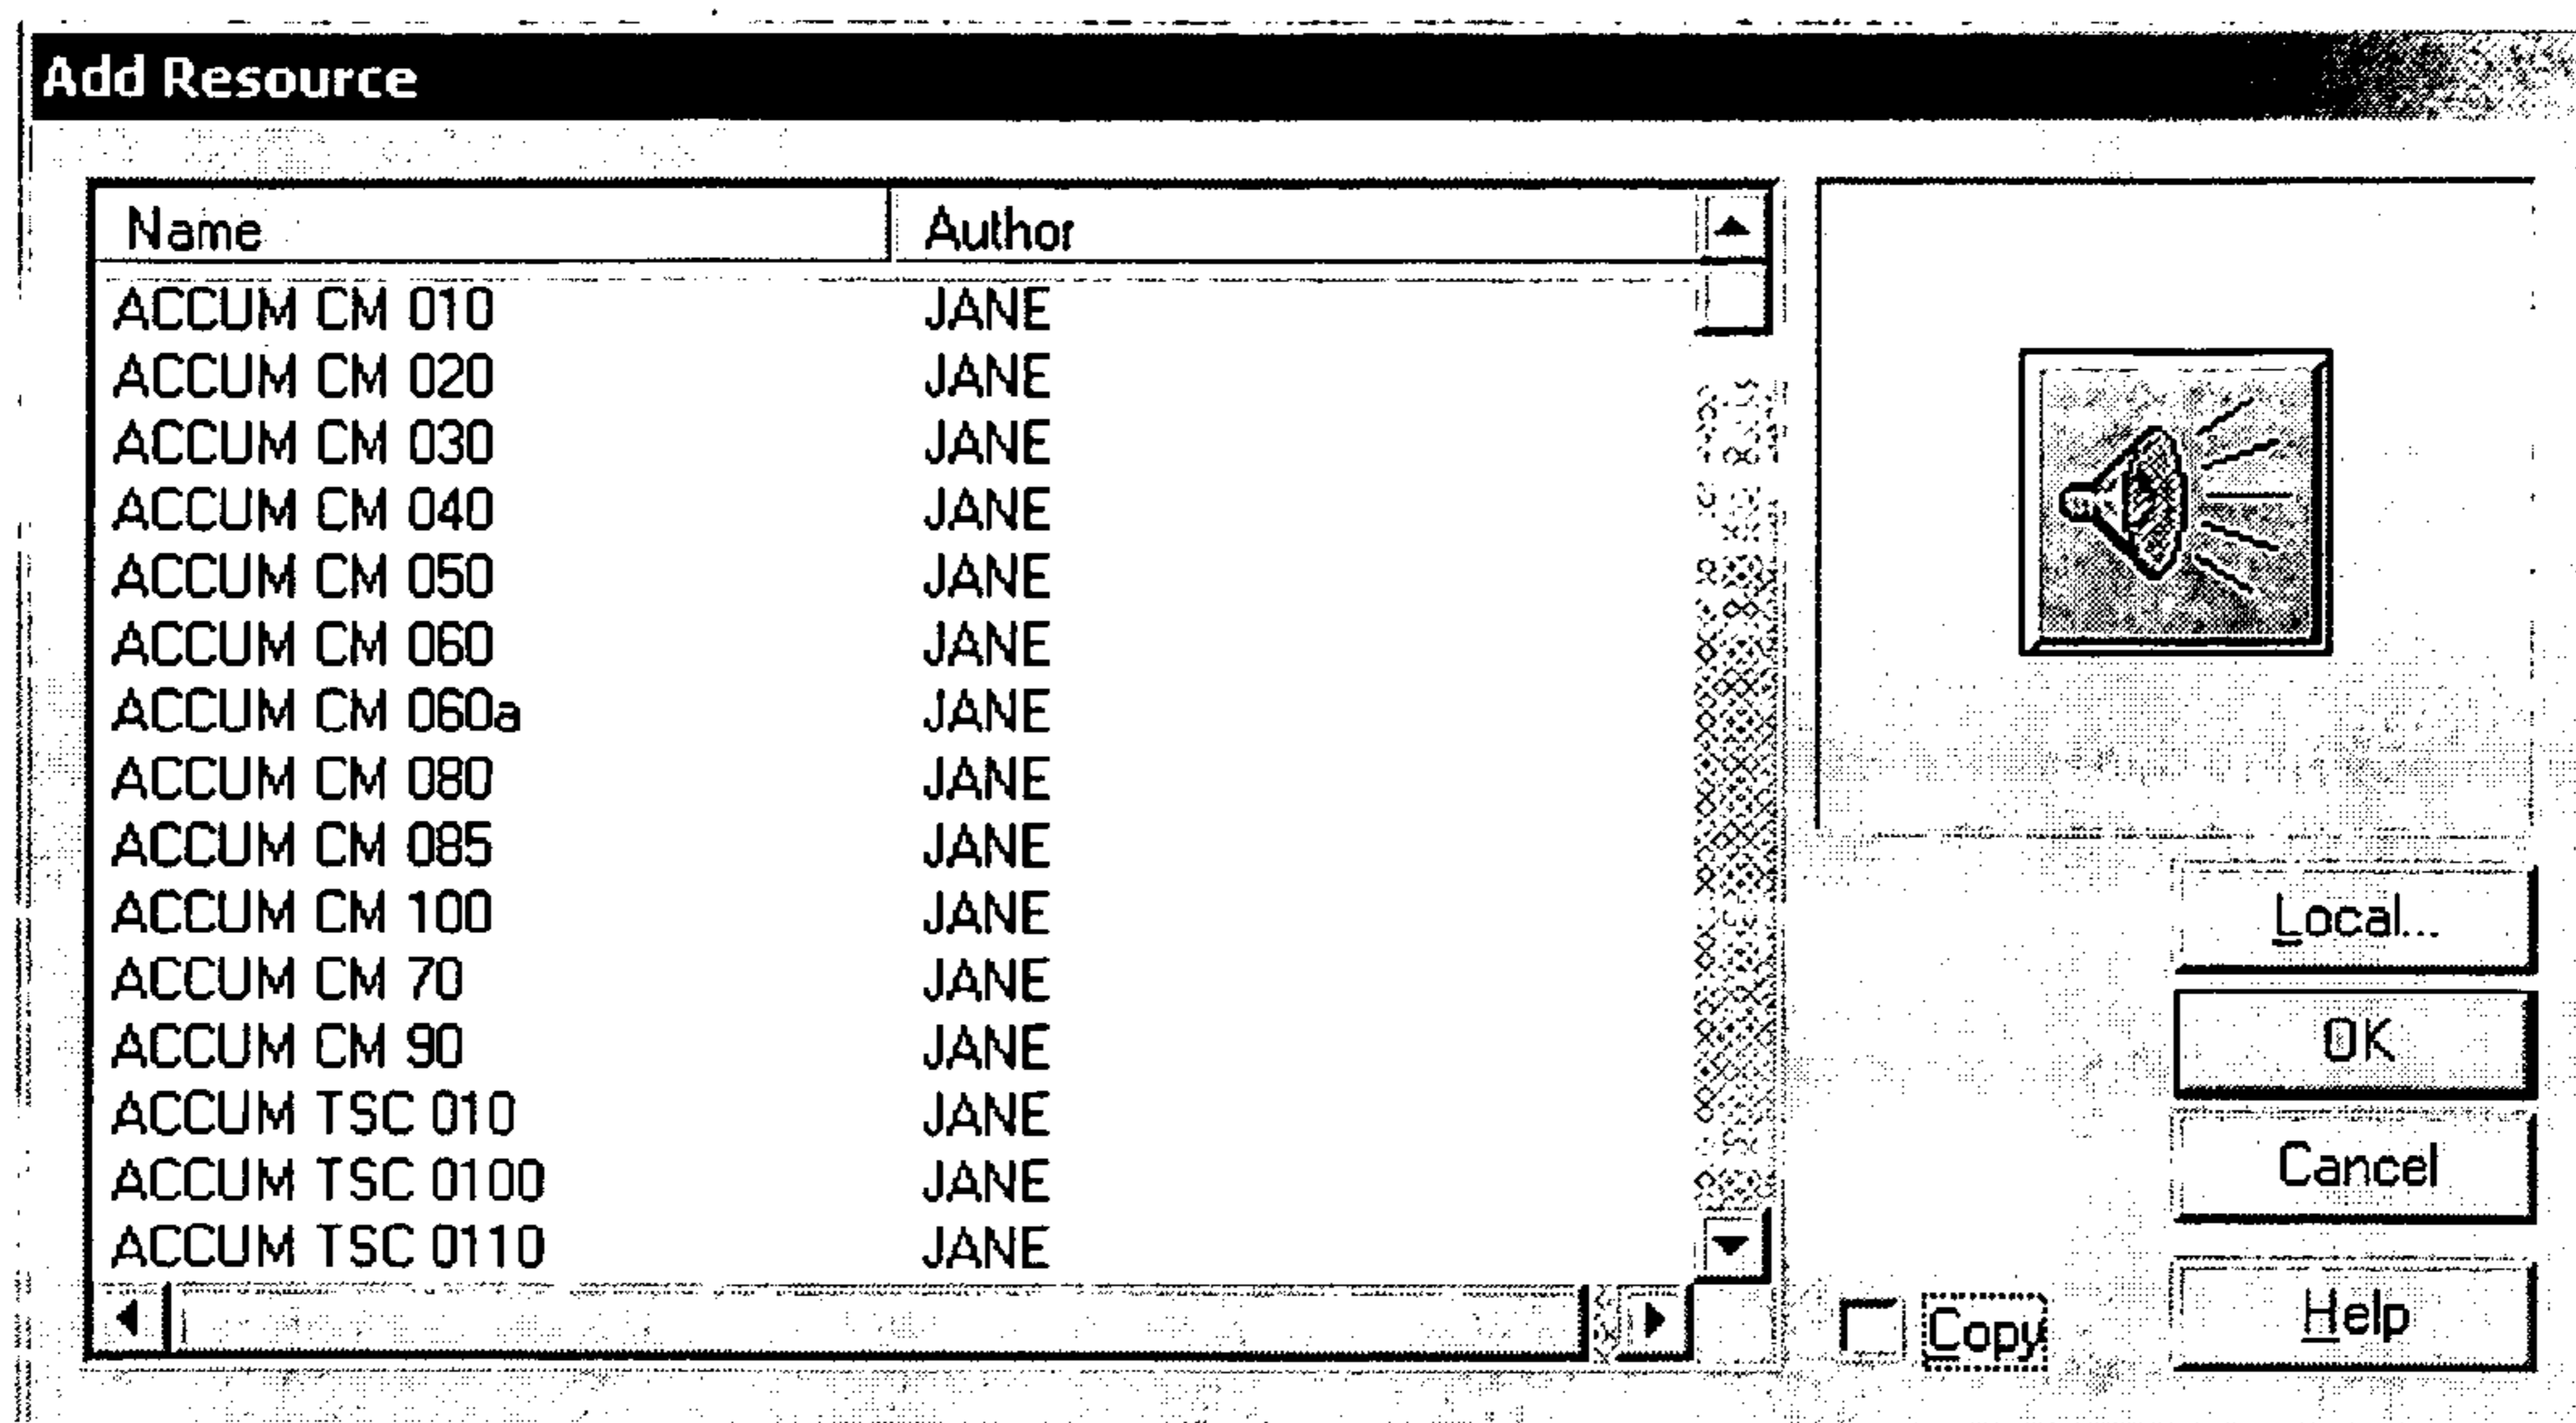 Add Resource
Name Author
ACCUM CM 010 JANE
ACCUM CM 020 JANE
ACCUM CM 030 JANE
ACCUM CM 040 JANE
ACCUM CM 050 JANE
ACCUM CM 060 JANE
ACCUM CM 060a JANE
ACCUM CM 080 JANE
ACCUM CM 085 JANE
ACCUM CM 100 JANE
ACCUM CM 70 JANE
ACCUM CM 90 JANE
ACCUM TSC 010 JANE
ACCUM TSC 0100 JANE
ACCUM TSC 0110 JANE
Local...
OK
Cancel
Copy
Help